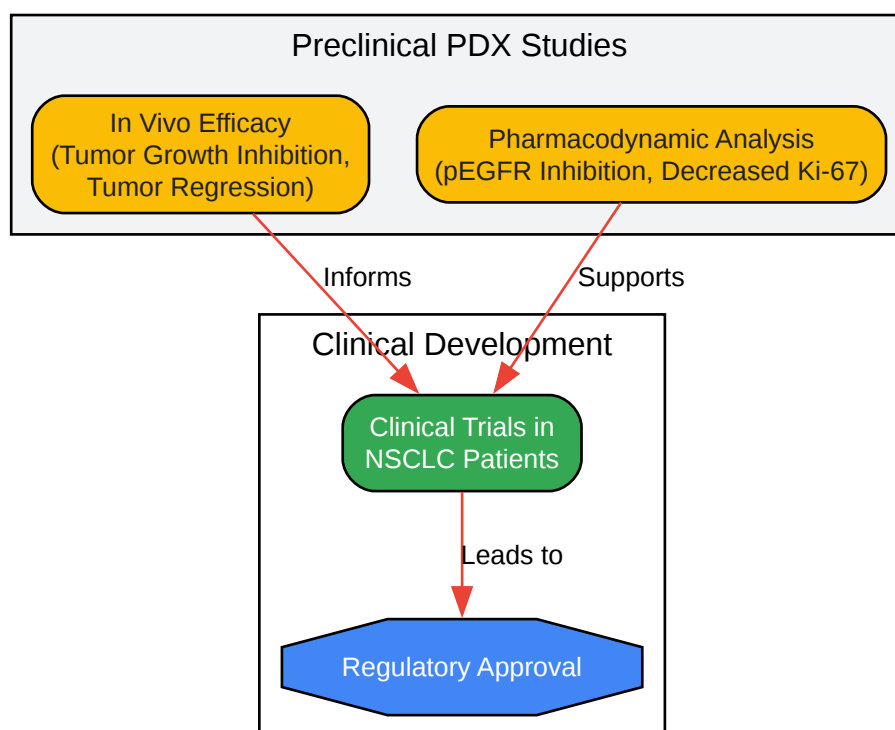 Preclinical PDX Studies
In Vivo Efficacy
(Tumor Growth Inhibition,
Tumor Regression)
Pharmacodynamic Analysis
(pEGFR Inhibition, Decreased Ki-67)
Informs
Supports
Clinical Development
Clinical Trials in
NSCLC Patients
Leads to
Regulatory Approval